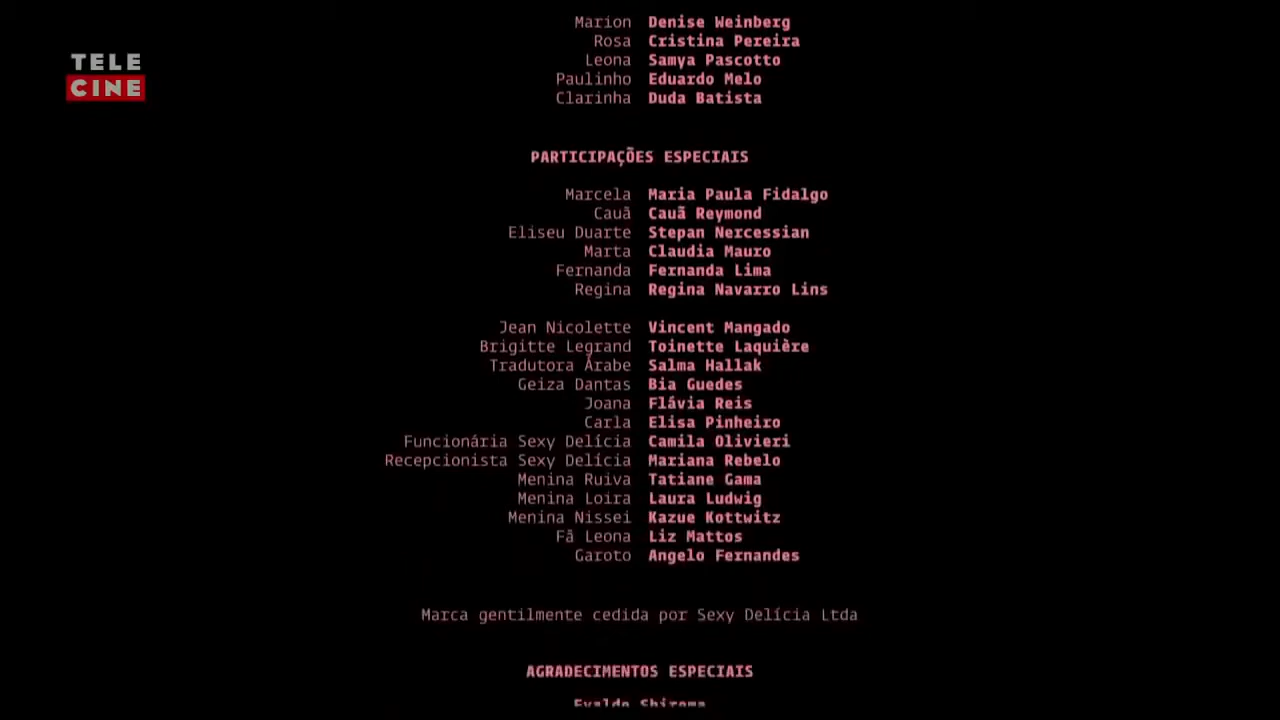 TELE
CINE
Marion Denise Weinberg
Rosa Cristina Pereira
Leona Samya Pascotto
Paulinho Eduardo Melo
Clarinha Duda Batista
PARTICIPAÇÕES ESPECIAIS
Marcela Maria Paula Fidalgo
Cauã Cauã Reymond
Eliseu Duarte Stepan Nercessian
Marta Claudia Mauro
Fernanda Fernanda Lima
Regina Regina Navarro Lins
Jean Nicolette Vincent Mangado
Brigitte Legrand Toinette Laquière
Tradutora Árabe Salma Hallak
Geiza Dantas Bia Guedes
Joana Flávia Reis
Carla Elisa Pinheiro
Funcionária Sexy Delícia Camila Olivieri
Recepcionista Sexy Delícia Mariana Rebelo
Menina Ruiva Tatiane Gama
Menina Loira Laura Ludwig
Menina Nissei Kazue Kottwitz
Fã Leona Liz Mattos
Garoto Angelo Fernandes
Marca gentilmente cedida por Sexy Delícia Ltda
AGRADECIMENTOS ESPECIAIS